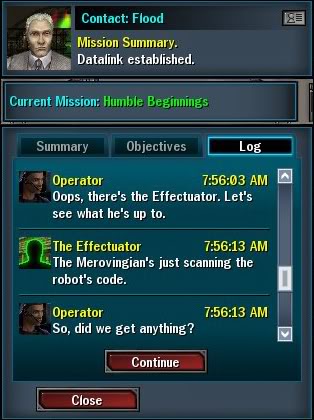 Contact: Flood
Mission Summary.
Datalink established.
Current Mission: Humble Beginnings
Summary
Objectives
Log
Operator 7:56:03 AM
Oops, there's the Effectuator. Let's
see what he's up to.
The Effectuator 7:56:13 AM
The Merovingian's just scanning the
robot's code.
Operator 7:56:13 AM
So, did we get anything?
Continue
Close